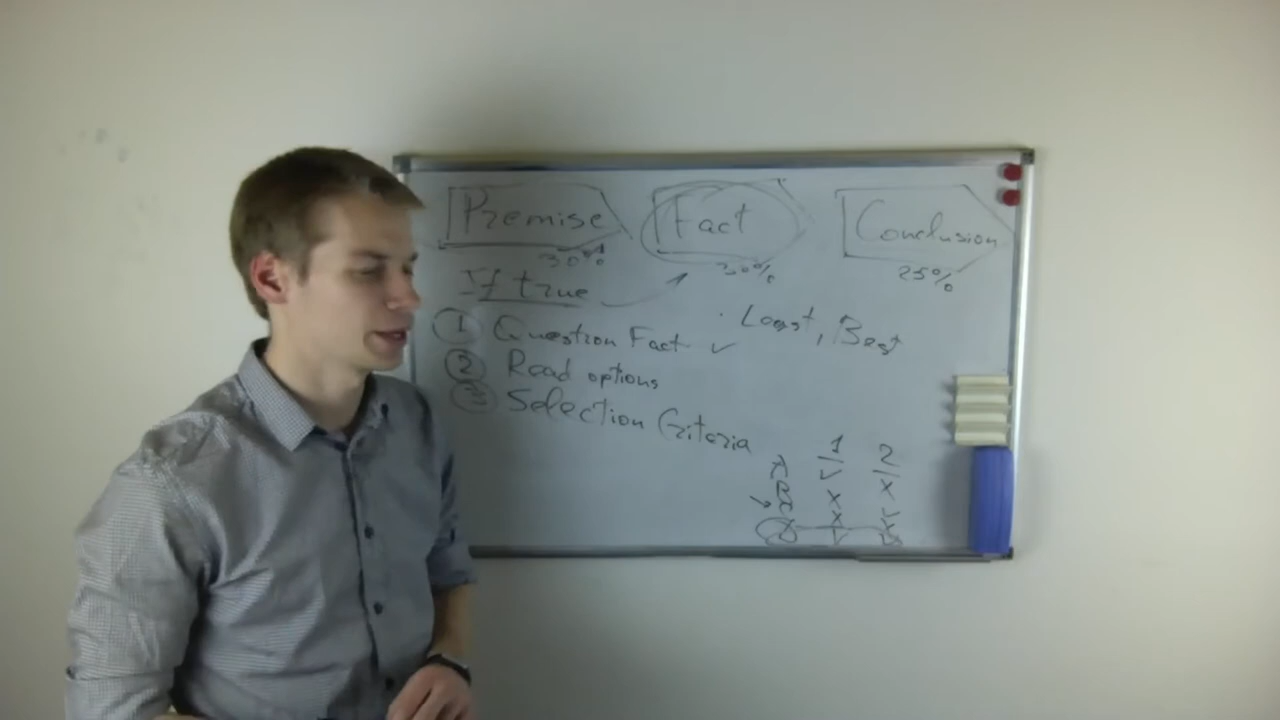 Premise Fact Conclusion
30% 30% 25%
If true
Least, Best
1 Question Fact ✓
2 Read options
3 Selection Criteria
1 2
A ✓ x
B x ✓
C x x
D ✓